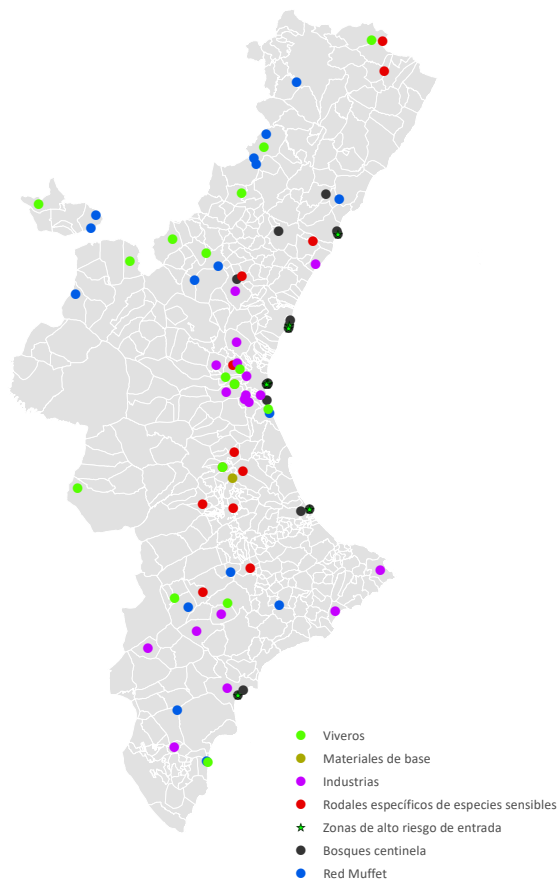 Viveros
Materiales de base
Industrias
Rodales específicos de especies sensibles
Zonas de alto riesgo de entrada
Bosques centinela
Red Muffet